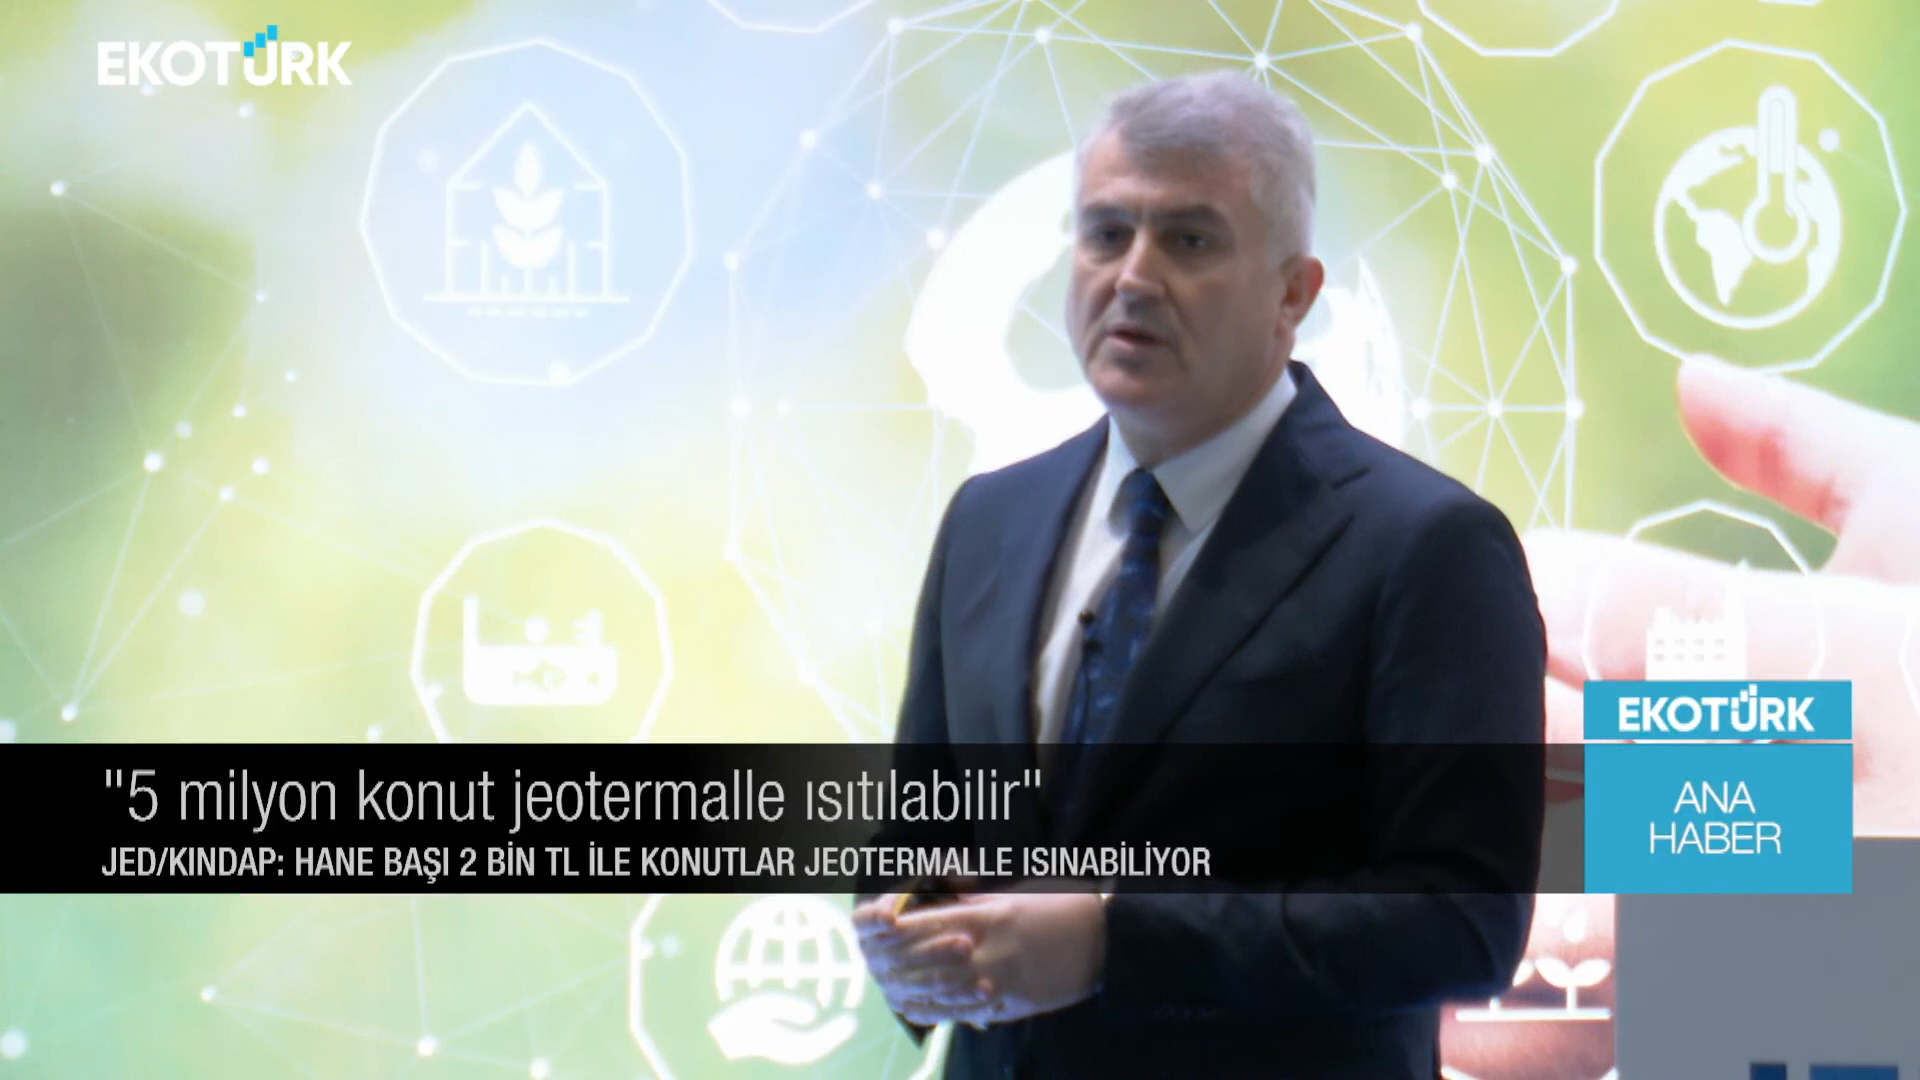 EKOTÜRK
EKOTÜRK
ANA
HABER
"5 milyon konut jeotermalle ısıtılabilir"
JED/KINDAP: HANE BAŞI 2 BİN TL İLE KONUTLAR JEOTERMALLE ISINABİLİYOR